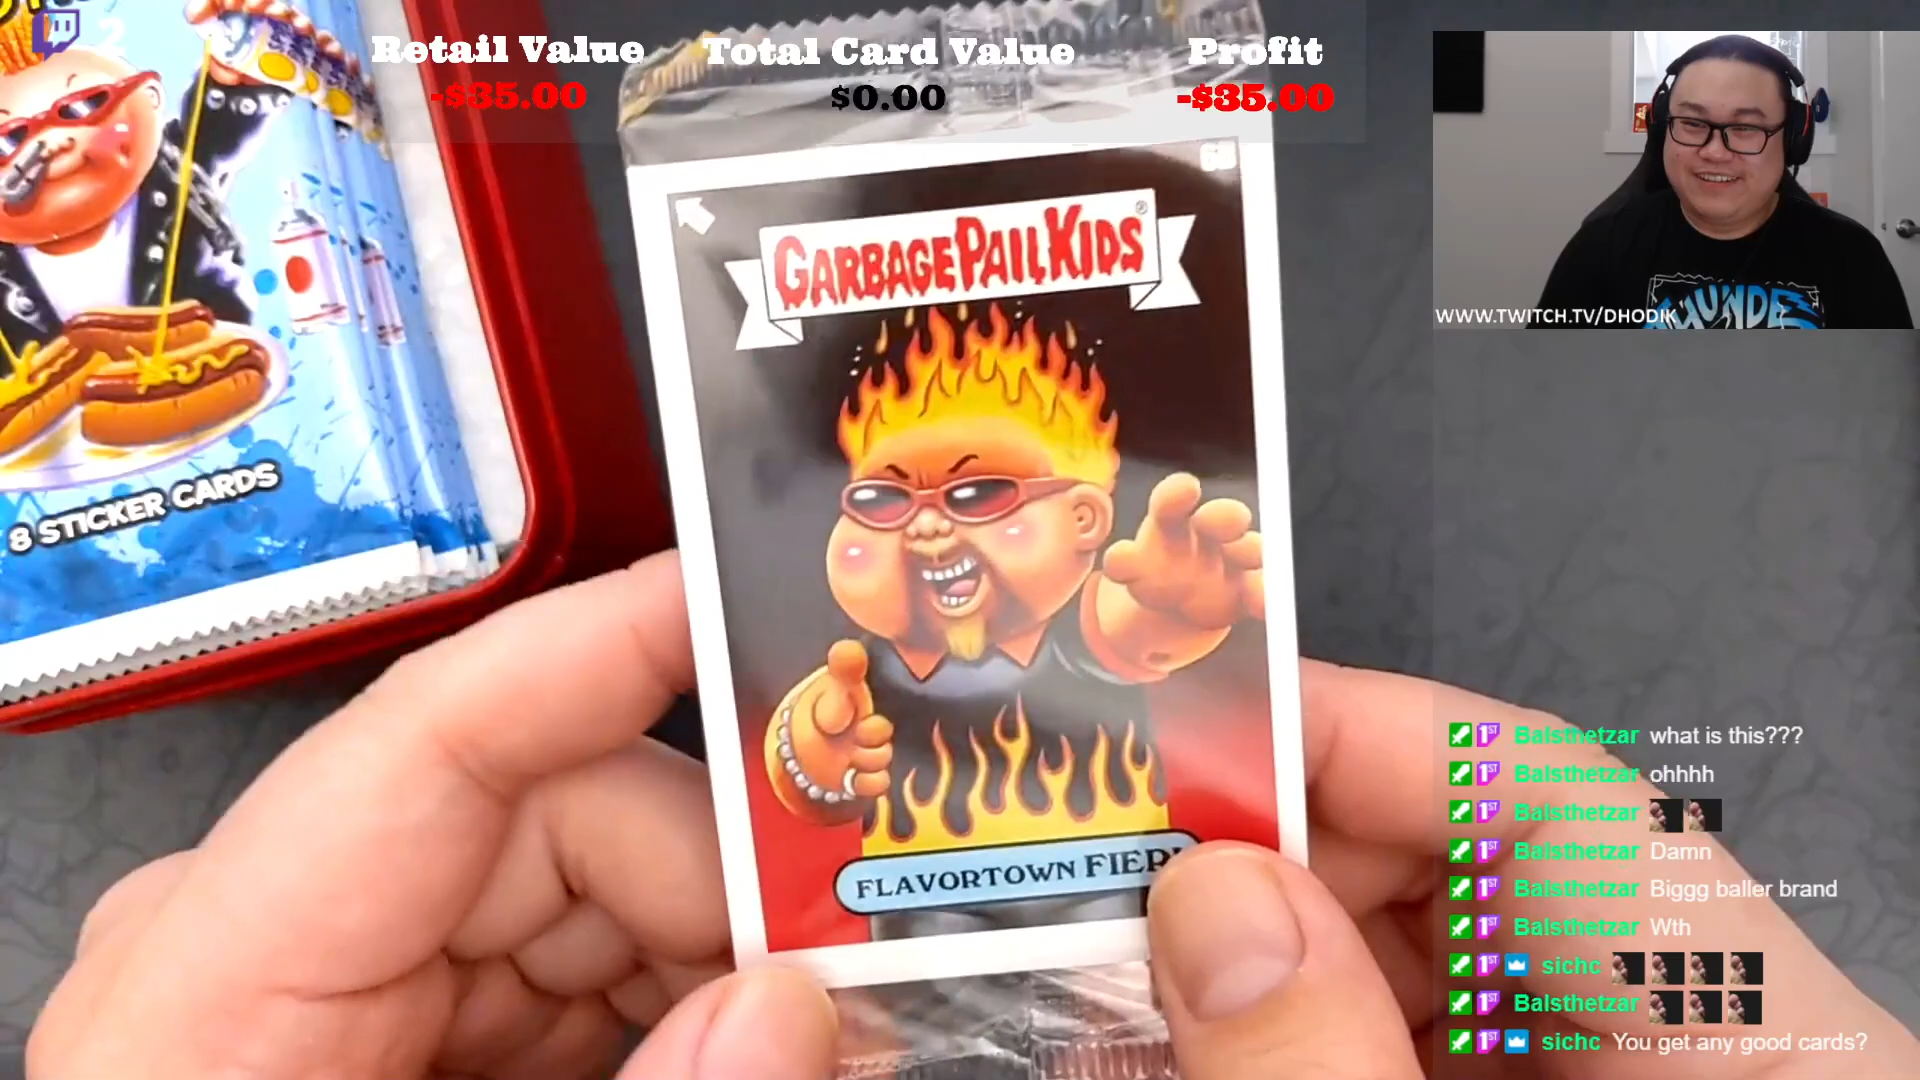 Retail Value
-$35.00
Total Card Value
$0.00
Profit
-$35.00
8 STICKER CARDS
GARBAGE PAIL KIDS®
FLAVORTOWN FIERI
WWW.TWITCH.TV/DHODIK
Balsthetzar what is this???
Balsthetzar ohhhh
Balsthetzar
Balsthetzar Damn
Balsthetzar Biggg baller brand
Balsthetzar Wth
sichc
Balsthetzar
sichc You get any good cards?